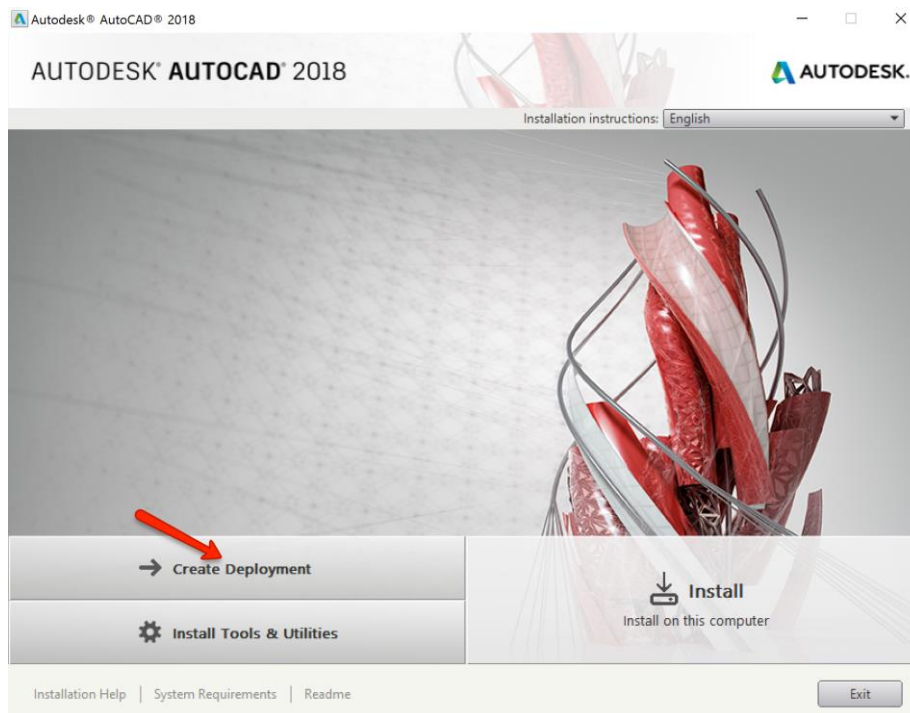 Autodesk® AutoCAD® 2018
AUTODESK® AUTOCAD® 2018
AUTODESK.
Installation instructions: English
Create Deployment
Install
Install on this computer
Install Tools & Utilities
Installation Help | System Requirements | Readme
Exit